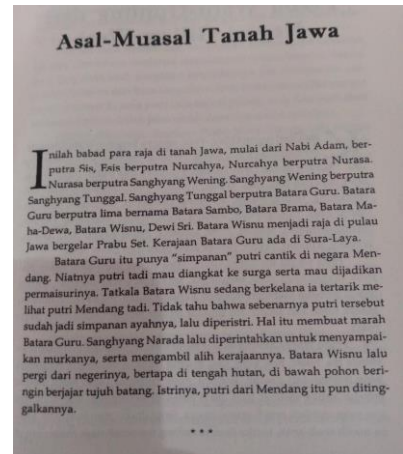 Asal-Muasal Tanah Jawa
Inilah babad para raja di tanah Jawa, mulai dari Nabi Adam, ber-
putra Sis, Esis berputra Nurcahya, Nurcahya berputra Nurasa.
Nurasa berputra Sanghyang Wening. Sanghyang Wening berputra
Sanghyang Tunggal. Sanghyang Tunggal berputra Batara Guru. Batara
Guru berputra lima bernama Batara Sambo, Batara Brama, Batara Ma-
ha-Dewa, Batara Wisnu, Dewi Sri. Batara Wisnu menjadi raja di pulau
Jawa bergelar Prabu Set. Kerajaan Batara Guru ada di Sura-Laya.
Batara Guru itu punya "simpanan" putri cantik di negara Men-
dang. Niatnya putri tadi mau diangkat ke surga serta mau dijadikan
permaisurinya. Tatkala Batara Wisnu sedang berkelana ia tertarik me-
lihat putri Mendang tadi. Tidak tahu bahwa sebenarnya putri tersebut
sudah jadi simpanan ayahnya, lalu diperistri. Hal itu membuat marah
Batara Guru. Sanghyang Narada lalu diperintahkan untuk menyampai-
kan murkanya, serta mengambil alih kerajaannya. Batara Wisnu lalu
pergi dari negerinya, bertapa di tengah hutan, di bawah pohon beri-
ngin berjajar tujuh batang. Istrinya, putri dari Mendang itu pun diting-
galkannya.
* * *